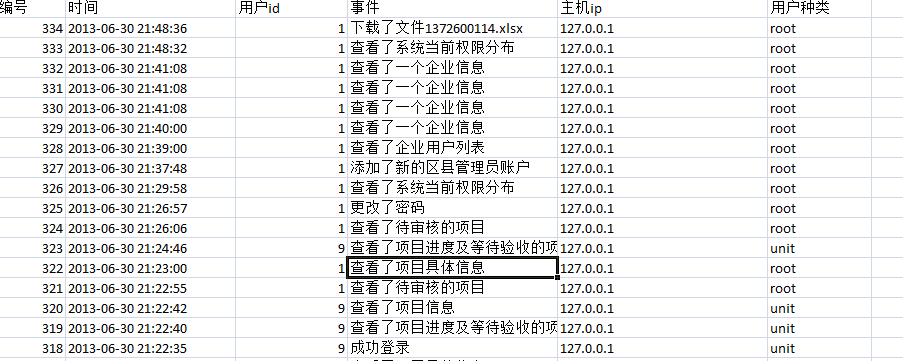 编号 时间 用户id 事件 主机ip 用户种类
334 2013-06-30 21:48:36 1 下载了文件1372600114.xlsx 127.0.0.1 root
333 2013-06-30 21:48:32 1 查看了系统当前权限分布 127.0.0.1 root
332 2013-06-30 21:41:08 1 查看了一个企业信息 127.0.0.1 root
331 2013-06-30 21:41:08 1 查看了一个企业信息 127.0.0.1 root
330 2013-06-30 21:41:08 1 查看了一个企业信息 127.0.0.1 root
329 2013-06-30 21:40:00 1 查看了一个企业信息 127.0.0.1 root
328 2013-06-30 21:39:00 1 查看了企业用户列表 127.0.0.1 root
327 2013-06-30 21:37:48 1 添加了新的区县管理员账户 127.0.0.1 root
326 2013-06-30 21:29:58 1 查看了系统当前权限分布 127.0.0.1 root
325 2013-06-30 21:26:57 1 更改了密码 127.0.0.1 root
324 2013-06-30 21:26:06 1 查看了待审核的项目 127.0.0.1 root
323 2013-06-30 21:24:46 9 查看了项目进度及等待验收的项 127.0.0.1 unit
322 2013-06-30 21:23:00 1 查看了项目具体信息 127.0.0.1 root
321 2013-06-30 21:22:55 1 查看了待审核的项目 127.0.0.1 root
320 2013-06-30 21:22:42 9 查看了项目信息 127.0.0.1 unit
319 2013-06-30 21:22:40 9 查看了项目进度及等待验收的项 127.0.0.1 unit
318 2013-06-30 21:22:35 9 成功登录 127.0.0.1 unit